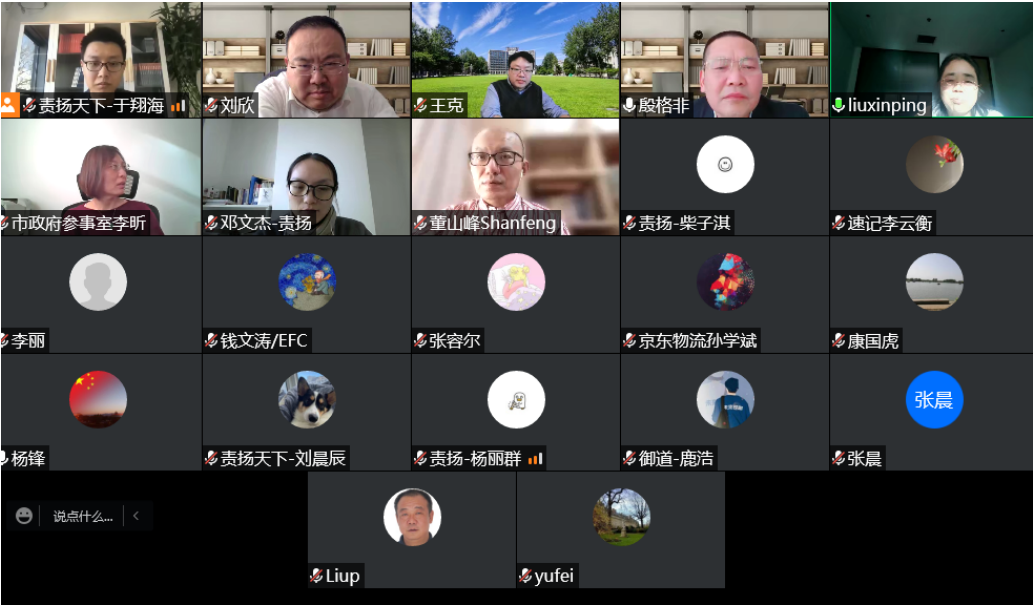 责扬天下-于翔海
刘欣
王克
殷格非
liuxinping
市政府参事室李昕
邓文杰-责扬
董山峰Shanfeng
责扬-柴子淇
速记李云衡
李丽
钱文涛/EFC
张容尔
京东物流孙学斌
康国虎
杨锋
责扬天下-刘晨辰
责扬-杨丽群
御道-鹿浩
张晨
张晨
说点什么...
Liup
yufei